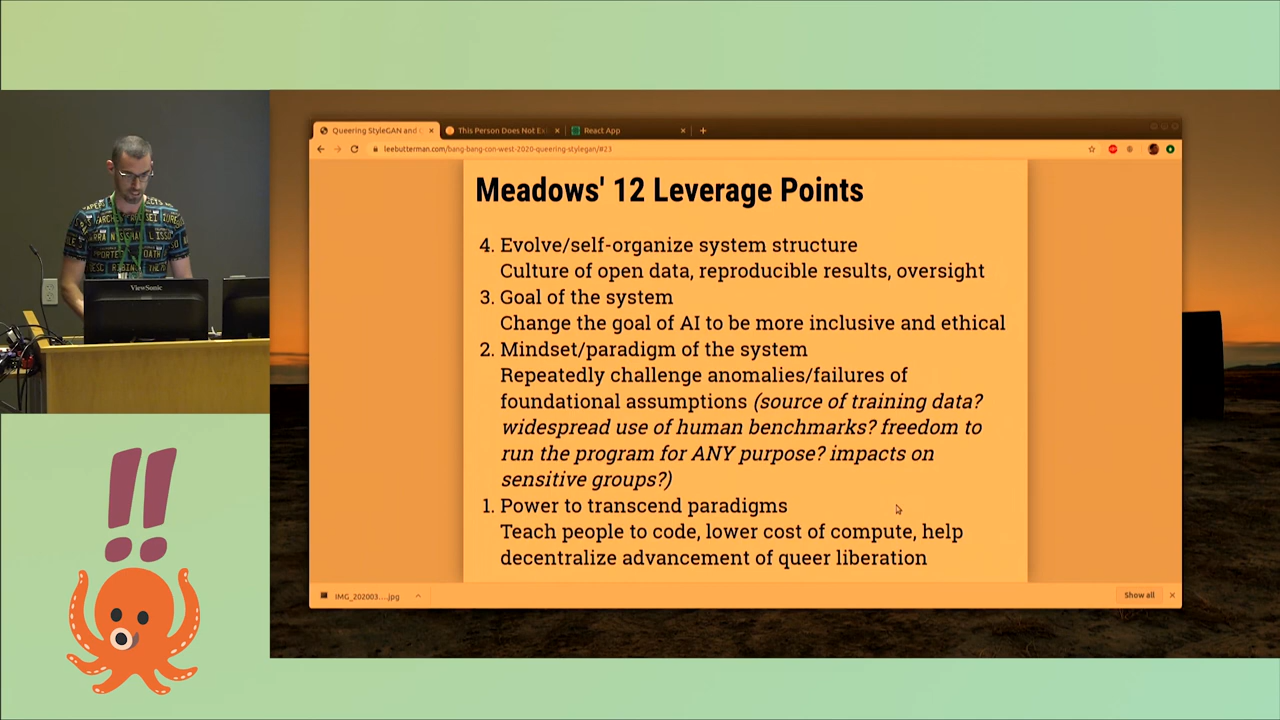 Queering StyleGAN and
This Person Does Not Ex
React App
leebutterman.com/bang-bang-con-west-2020-queering-stylegan/#23
Meadows' 12 Leverage Points
4. Evolve/self-organize system structure
Culture of open data, reproducible results, oversight
3. Goal of the system
Change the goal of AI to be more inclusive and ethical
2. Mindset/paradigm of the system
Repeatedly challenge anomalies/failures of
foundational assumptions (source of training data?
widespread use of human benchmarks? freedom to
run the program for ANY purpose? impacts on
sensitive groups?)
1. Power to transcend paradigms
Teach people to code, lower cost of compute, help
decentralize advancement of queer liberation
IMG_202003....jpg
Show all
ViewSonic
!!